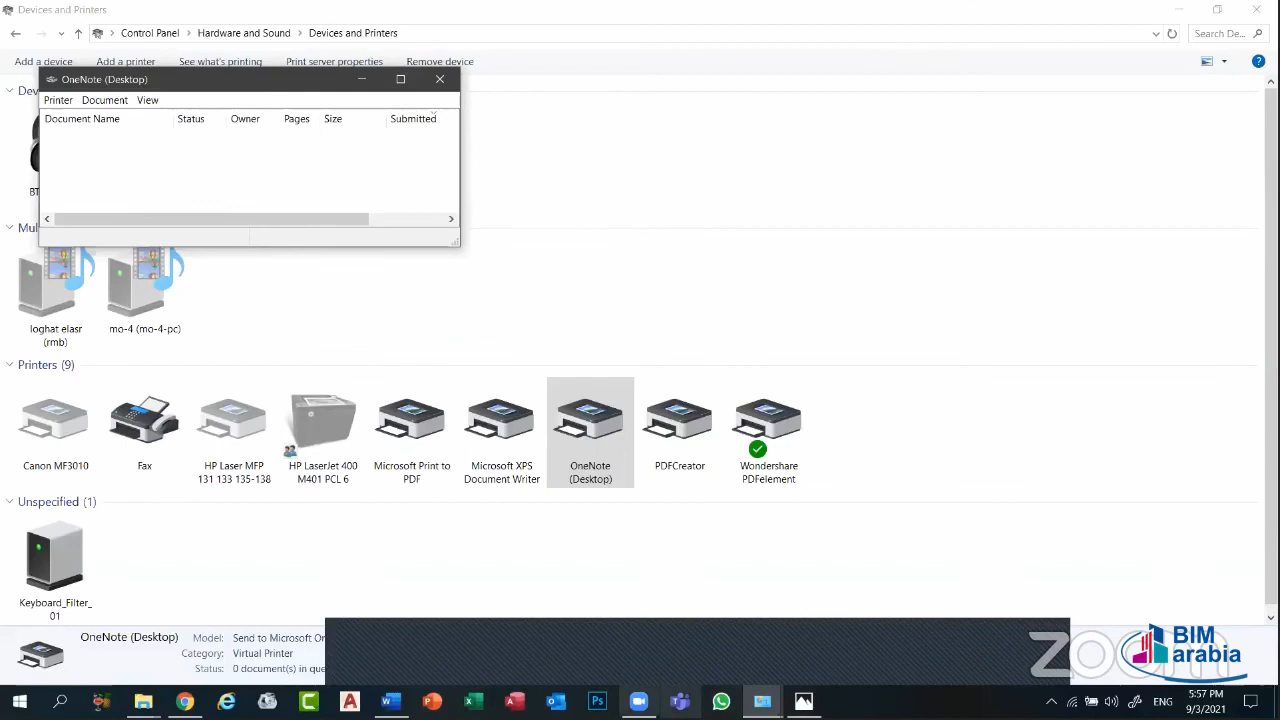 Devices and Printers
Control Panel > Hardware and Sound > Devices and Printers
Search De...
Add a device Add a printer See what's printing Print server properties Remove device
OneNote (Desktop)
Printer Document View
Document Name Status Owner Pages Size Submitted
Dev
BT
Mul
loghat elasr
(rmb)
mo-4 (mo-4-pc)
Printers (9)
Canon MF3010
Fax
HP Laser MFP
131 133 135-138
HP LaserJet 400
M401 PCL 6
Microsoft Print to
PDF
Microsoft XPS
Document Writer
OneNote
(Desktop)
PDFCreator
Wondershare
PDFelement
Unspecified (1)
Keyboard_Filter_
01
OneNote (Desktop) Model: Send to Microsoft On
Category: Virtual Printer
Status: 0 document(s) in que
zoom
BIM
arabia
ENG
5:57 PM
9/3/2021